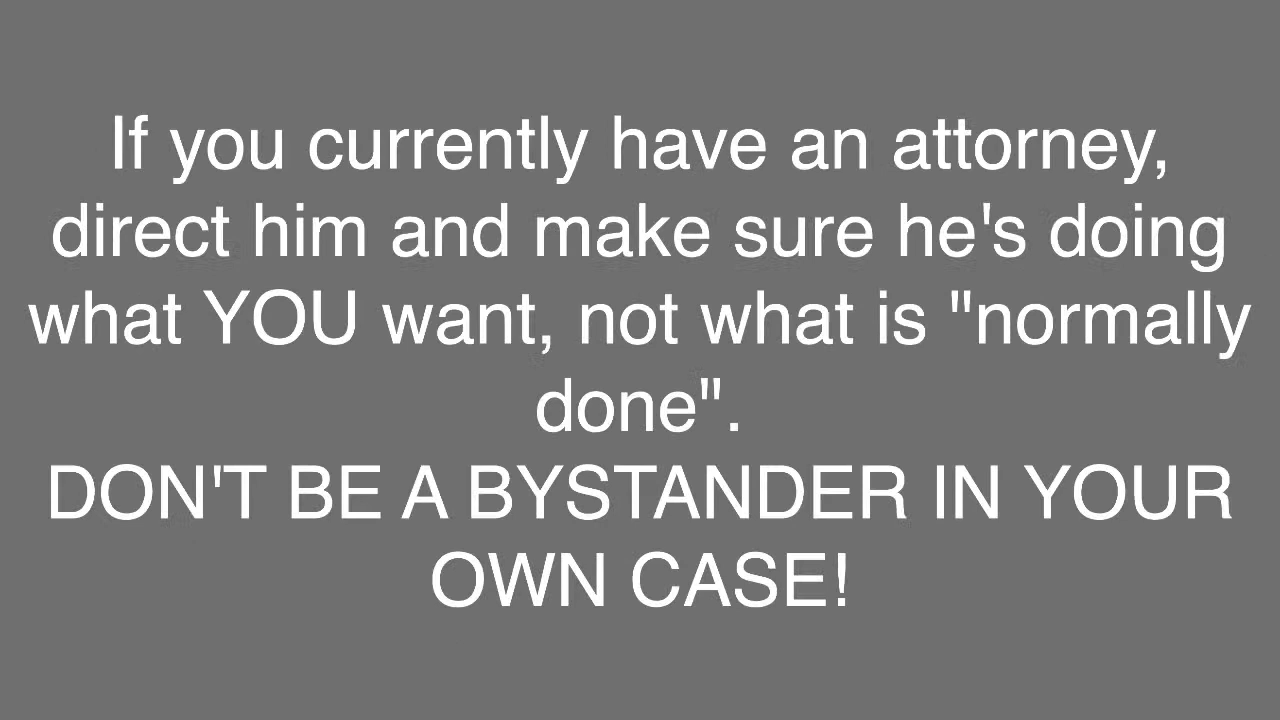 If you currently have an attorney,
direct him and make sure he's doing
what YOU want, not what is "normally
done".
DON'T BE A BYSTANDER IN YOUR
OWN CASE!